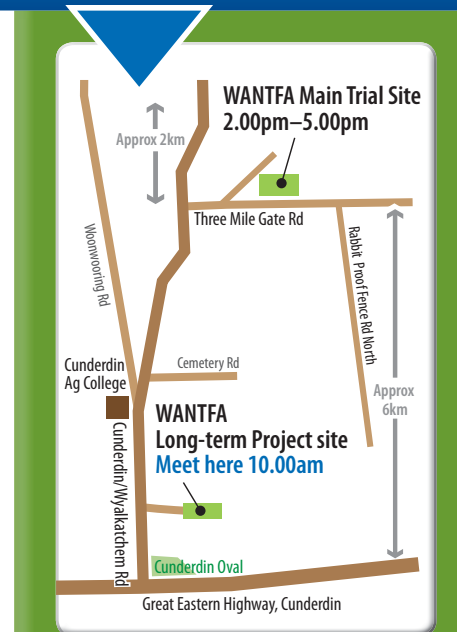 WANTFA Main Trial Site
2.00pm–5.00pm
Approx 2km
Three Mile Gate Rd
Woonwooring Rd
Rabbit Proof Fence Rd North
Cemetery Rd
Cunderdin
Ag College
Approx
6km
WANTFA
Long-term Project site
Meet here 10.00am
Cunderdin/Wyalkatchem Rd
Cunderdin Oval
Great Eastern Highway, Cunderdin